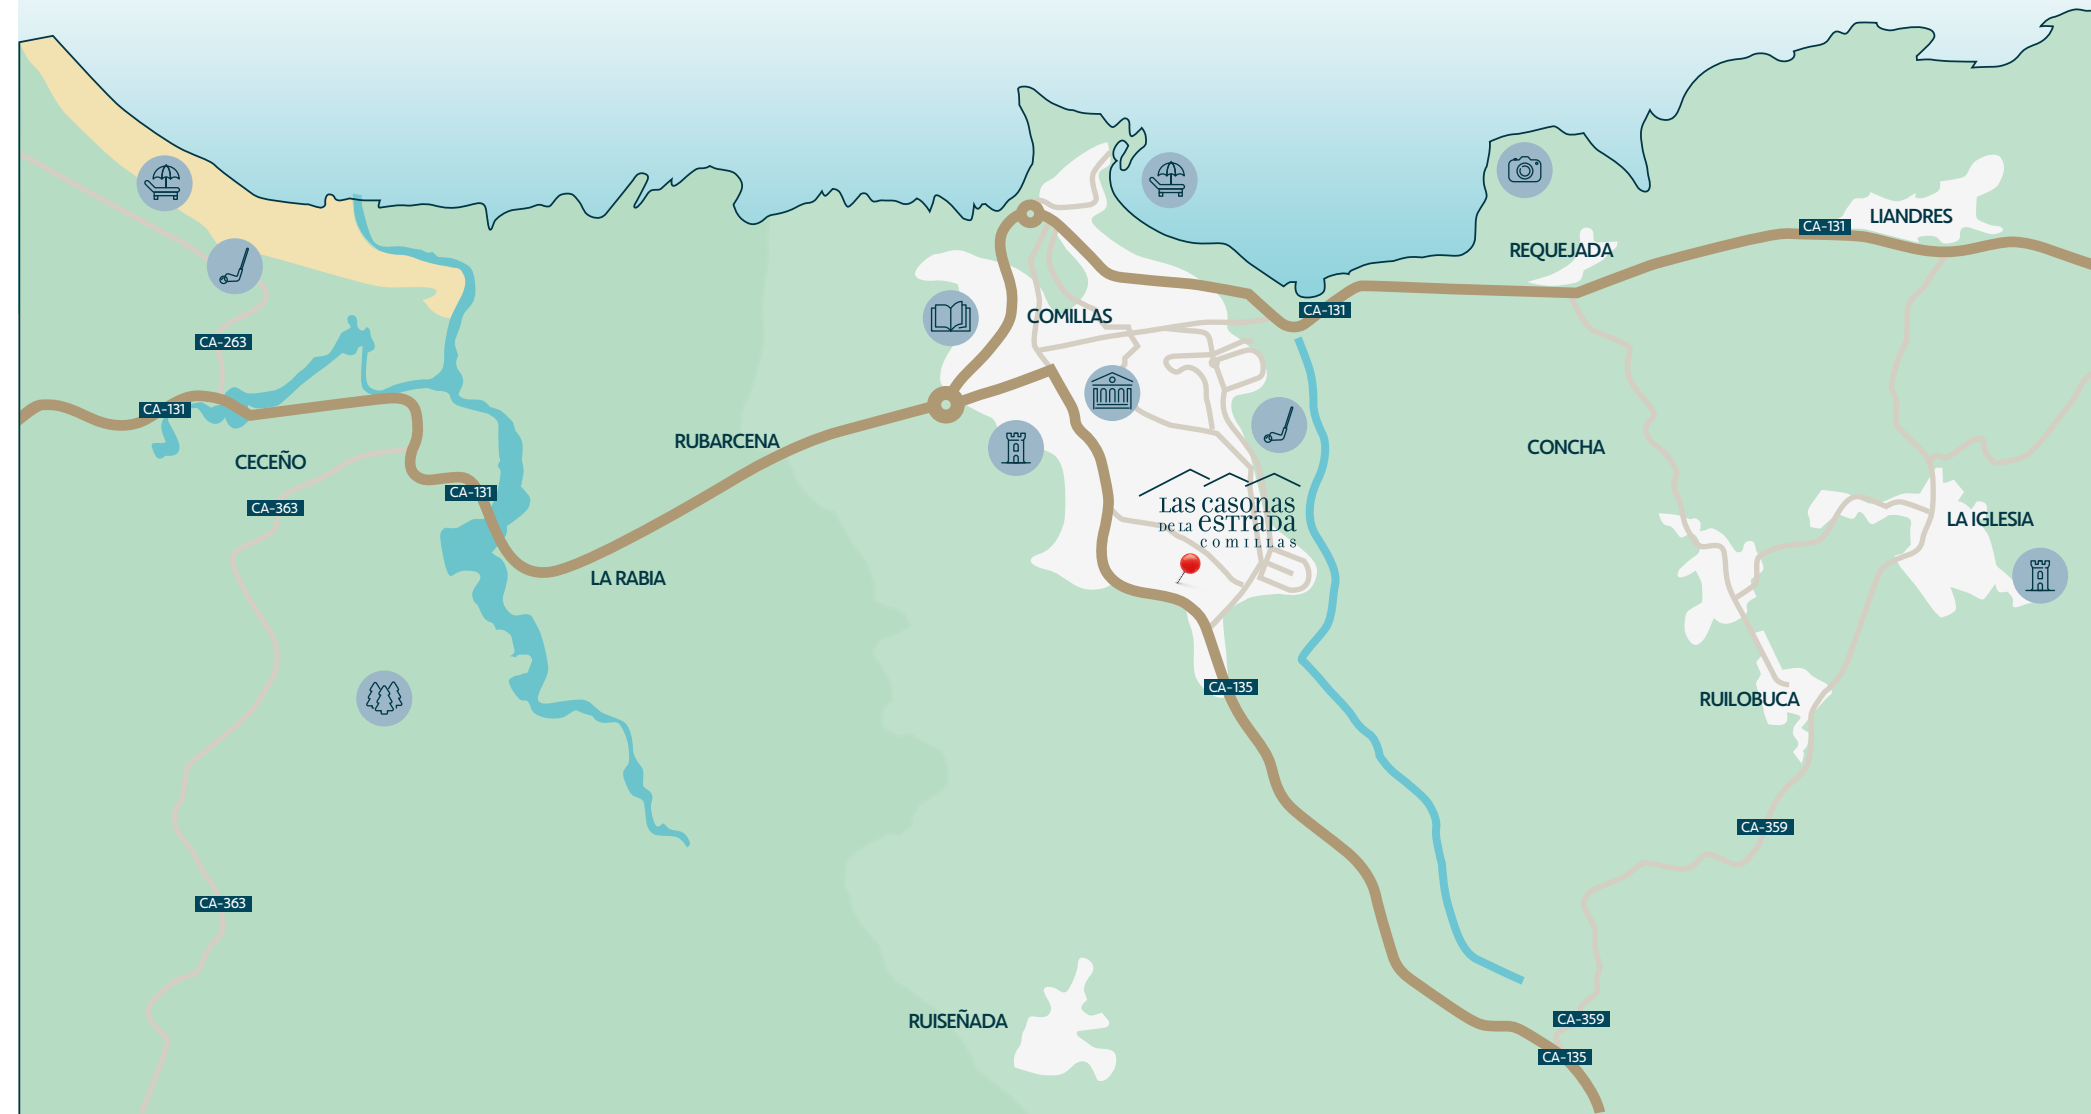 LIANDRES
CA-131
REQUEJADA
CA-131
COMILLAS
CA-263
CA-131
RUBARCENA
CONCHA
CECEÑO
CA-131
CA-363
Las casonas
DE LA estrada
comillas
LA IGLESIA
LA RABIA
CA-135
RUILOBUCA
CA-359
CA-363
RUISEÑADA
CA-359
CA-135